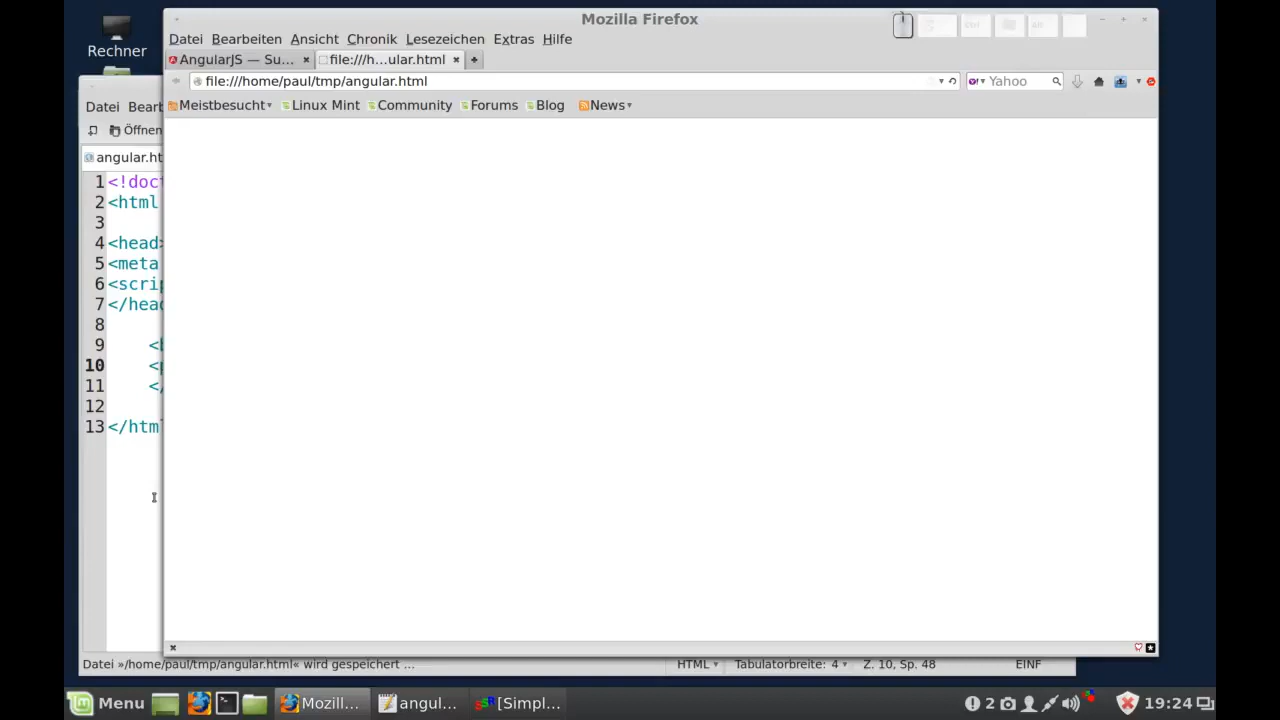 Mozilla Firefox
Rechner
Datei Bearbeiten Ansicht Chronik Lesezeichen Extras Hilfe
AngularJS — Su... file:///h...ular.html
file:///home/paul/tmp/angular.html Yahoo
Meistbesucht Linux Mint Community Forums Blog News
Datei Bearb
Öffnen
angular.ht
1 <!doct
2 <html
3
4 <head>
5 <meta
6 <scrip
7 </head
8
9 <b
10 <p
11 </
12
13 </html
Datei »/home/paul/tmp/angular.html« wird gespeichert ... HTML Tabulatorbreite: 4 Z. 10, Sp. 48 EINF
Menu Mozill... angul... [Simpl... 2 19:24